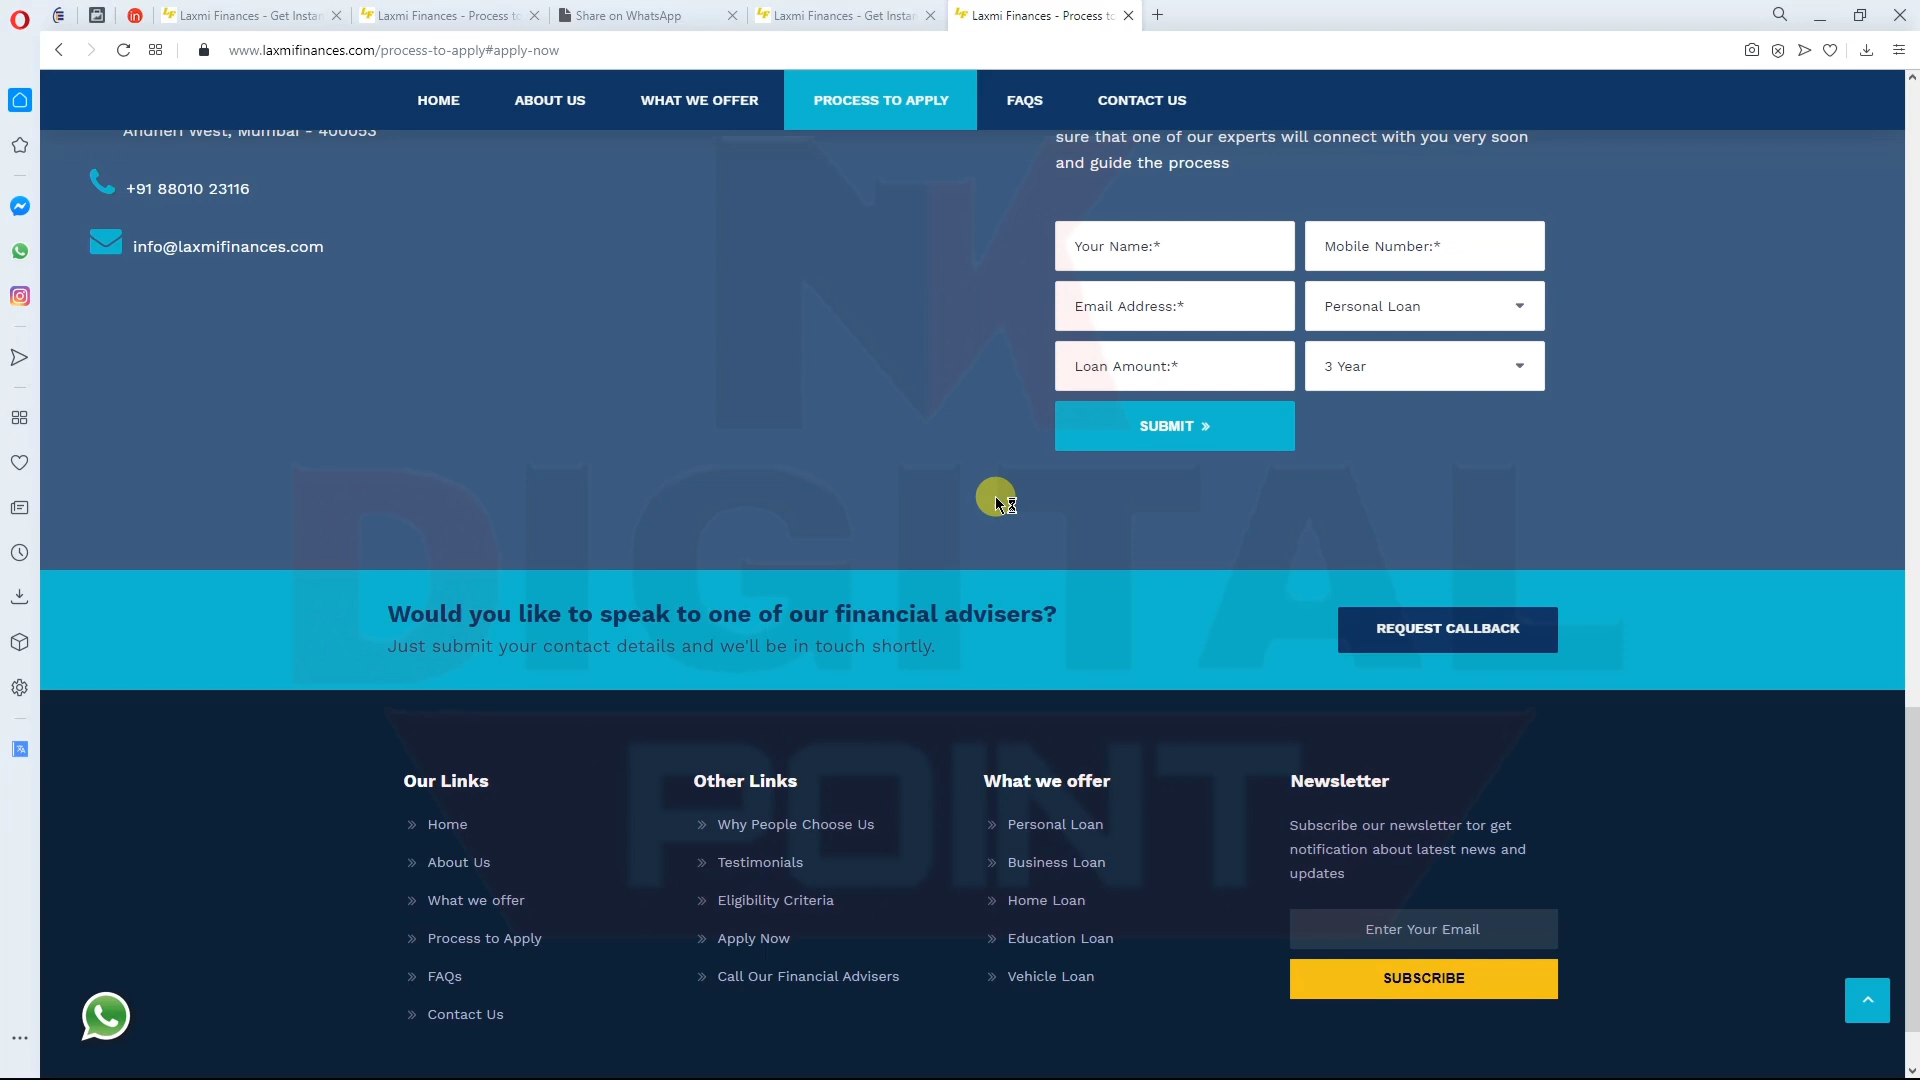 Laxmi Finances - Get Instan
Laxmi Finances - Process to
Share on WhatsApp
Laxmi Finances - Get Instan
Laxmi Finances - Process to
www.laxmifinances.com/process-to-apply#apply-now
HOME
ABOUT US
WHAT WE OFFER
PROCESS TO APPLY
FAQS
CONTACT US
Andheri West, Mumbai - 400053
+91 88010 23116
info@laxmifinances.com
sure that one of our experts will connect with you very soon
and guide the process
Your Name:*
Mobile Number:*
Email Address:*
Personal Loan
Loan Amount:*
3 Year
SUBMIT »
NK
DIGITAL
POINT
Would you like to speak to one of our financial advisers?
Just submit your contact details and we'll be in touch shortly.
REQUEST CALLBACK
Our Links
» Home
» About Us
» What we offer
» Process to Apply
» FAQs
» Contact Us
Other Links
» Why People Choose Us
» Testimonials
» Eligibility Criteria
» Apply Now
» Call Our Financial Advisers
What we offer
» Personal Loan
» Business Loan
» Home Loan
» Education Loan
» Vehicle Loan
Newsletter
Subscribe our newsletter tor get
notification about latest news and
updates
Enter Your Email
SUBSCRIBE